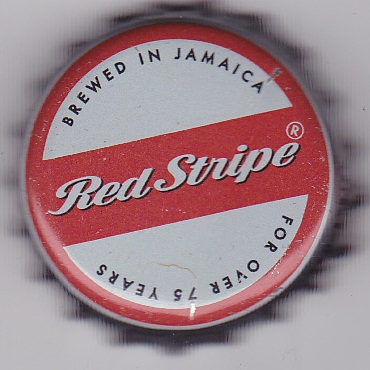 BREWED IN JAMAICA
Red Stripe®
FOR OVER 75 YEARS